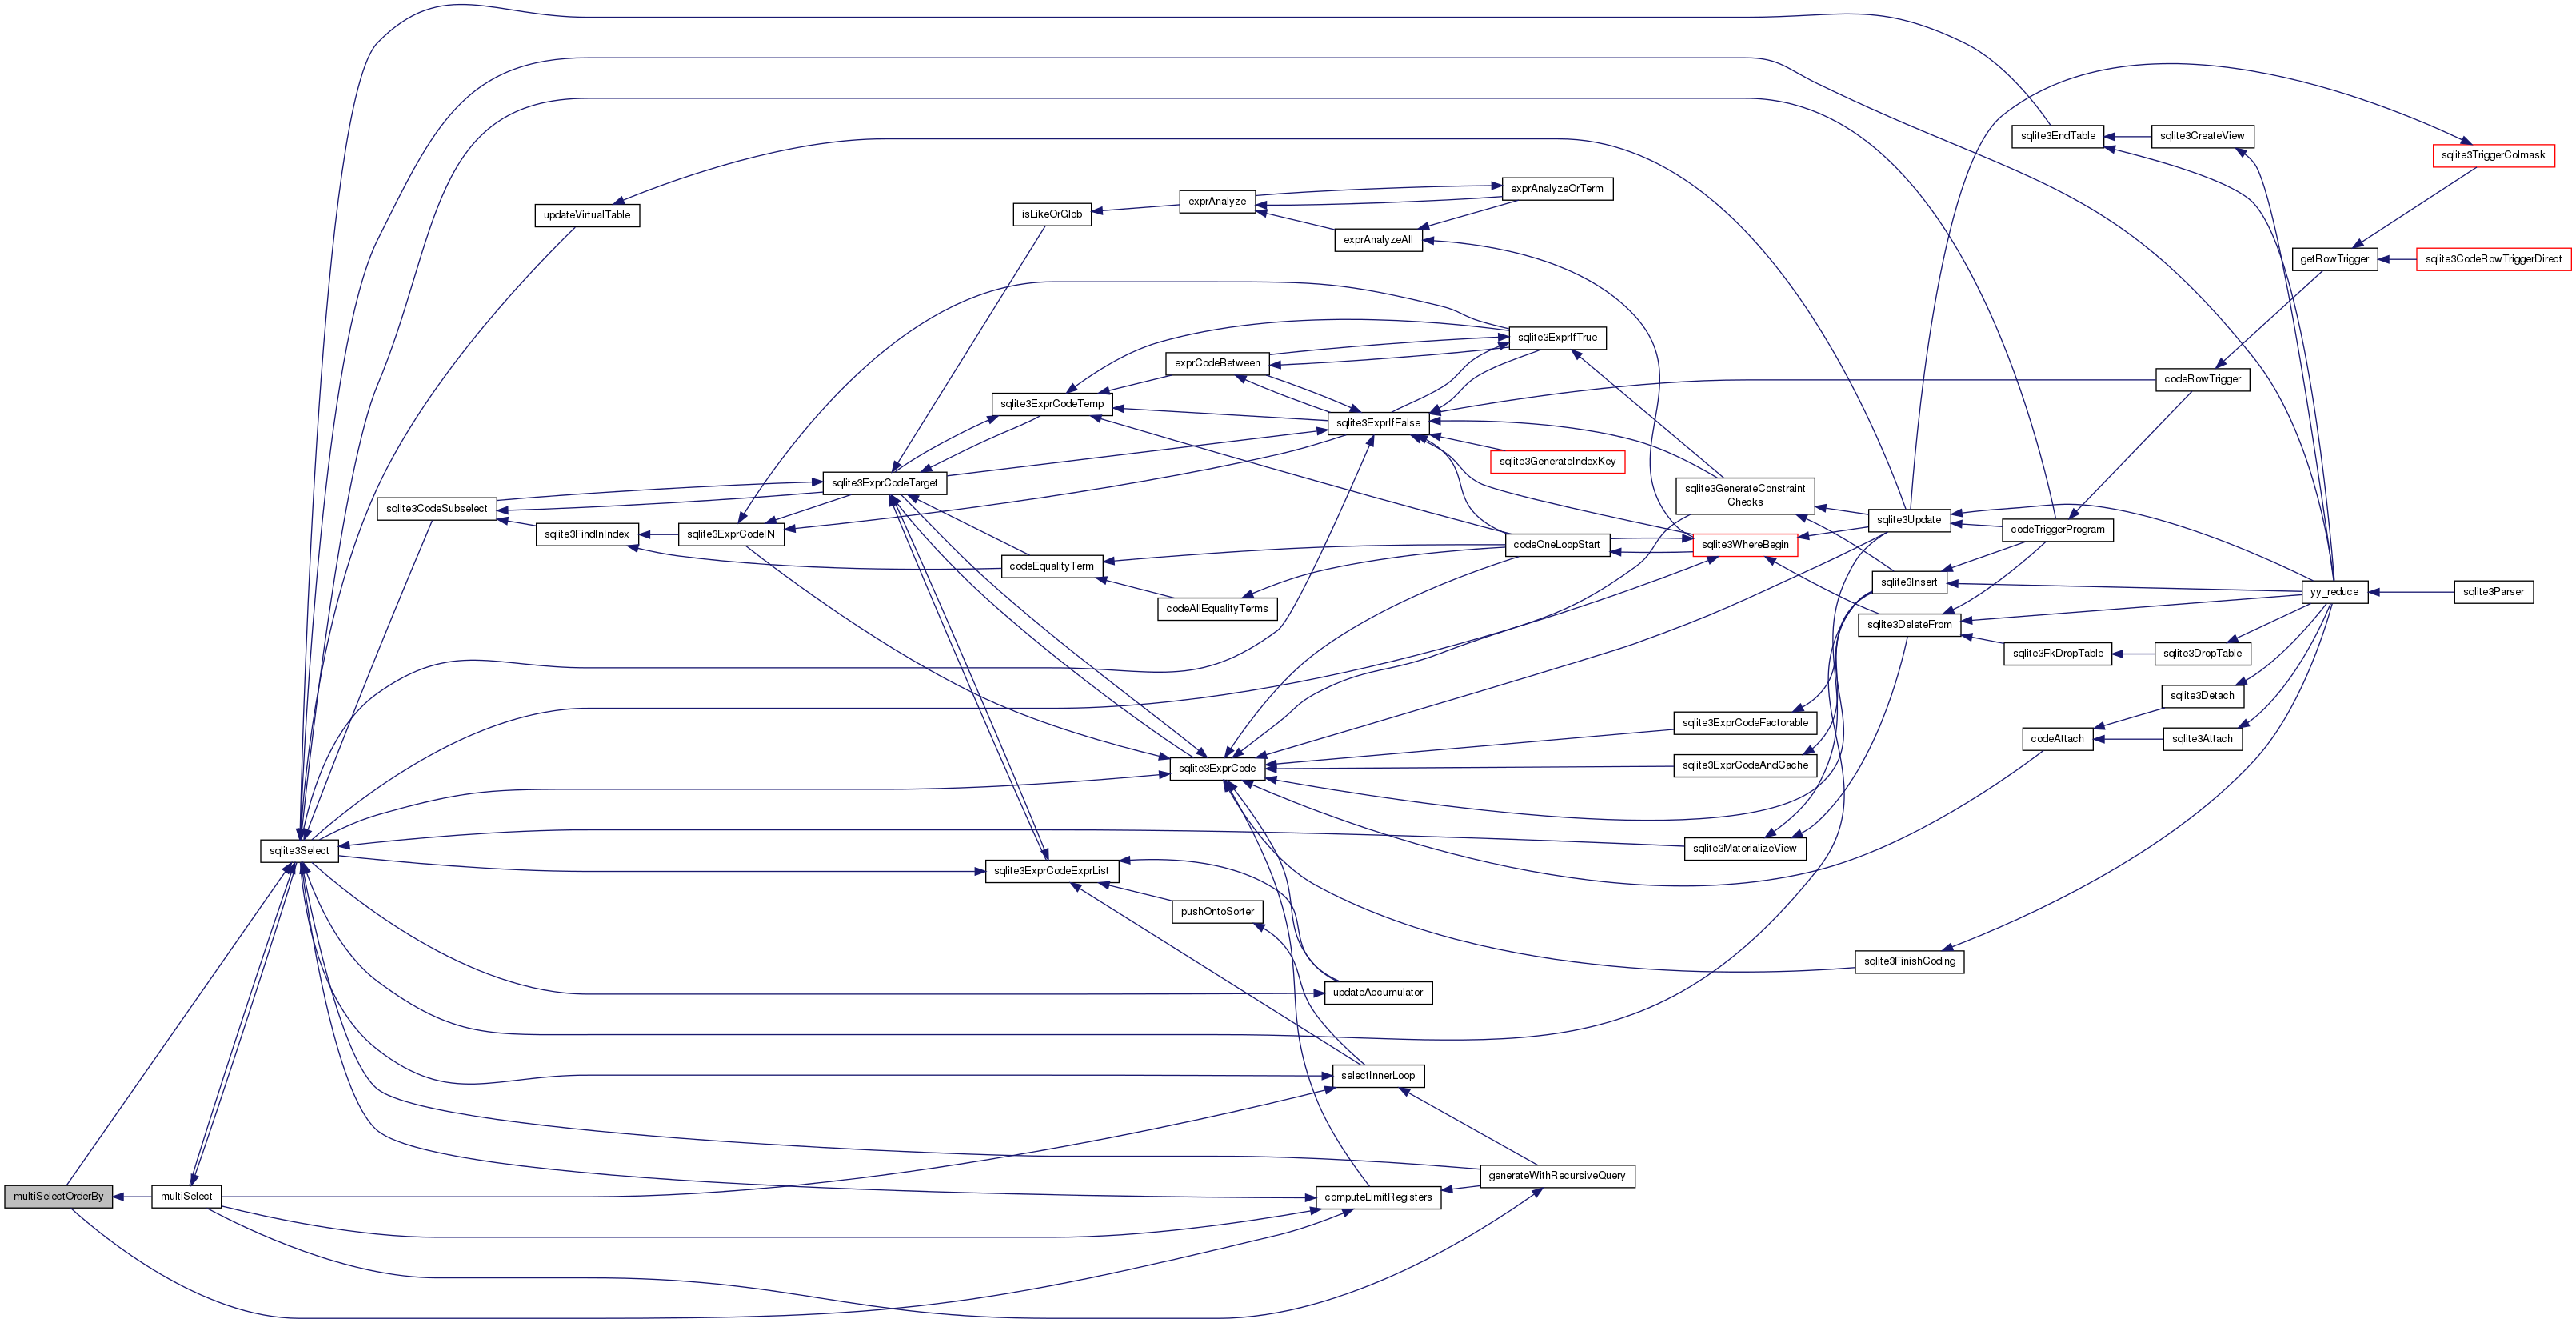 sqlite3EndTable
sqlite3CreateView
sqlite3TriggerColmask
exprAnalyzeOrTerm
exprAnalyze
isLikeOrGlob
updateVirtualTable
exprAnalyzeAll
getRowTrigger
sqlite3CodeRowTriggerDirect
sqlite3ExprIfTrue
exprCodeBetween
codeRowTrigger
sqlite3ExprCodeTemp
sqlite3ExprIfFalse
sqlite3GenerateIndexKey
sqlite3ExprCodeTarget
sqlite3GenerateConstraint
Checks
sqlite3CodeSubselect
sqlite3Update
codeTriggerProgram
sqlite3FindInIndex
sqlite3ExprCodeIN
codeOneLoopStart
sqlite3WhereBegin
codeEqualityTerm
sqlite3Insert
yy_reduce
sqlite3Parser
codeAllEqualityTerms
sqlite3DeleteFrom
sqlite3FkDropTable
sqlite3DropTable
sqlite3Detach
sqlite3ExprCodeFactorable
codeAttach
sqlite3Attach
sqlite3ExprCode
sqlite3ExprCodeAndCache
sqlite3Select
sqlite3MaterializeView
sqlite3ExprCodeExprList
pushOntoSorter
sqlite3FinishCoding
updateAccumulator
selectInnerLoop
generateWithRecursiveQuery
multiSelectOrderBy
multiSelect
computeLimitRegisters